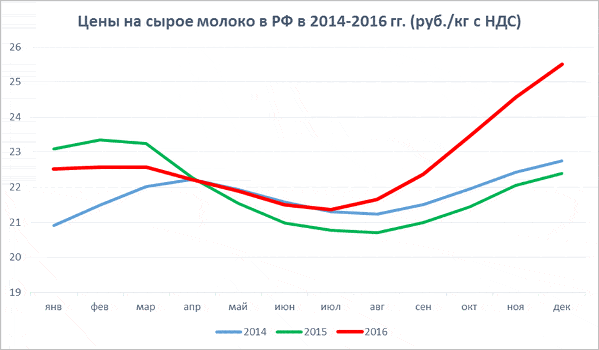 Цены на сырое молоко в РФ в 2014-2016 гг. (руб./кг с НДС)
26
25
24
23
22
21
20
19
янв фев мар апр май июн июл авг сен окт ноя дек
2014 2015 2016